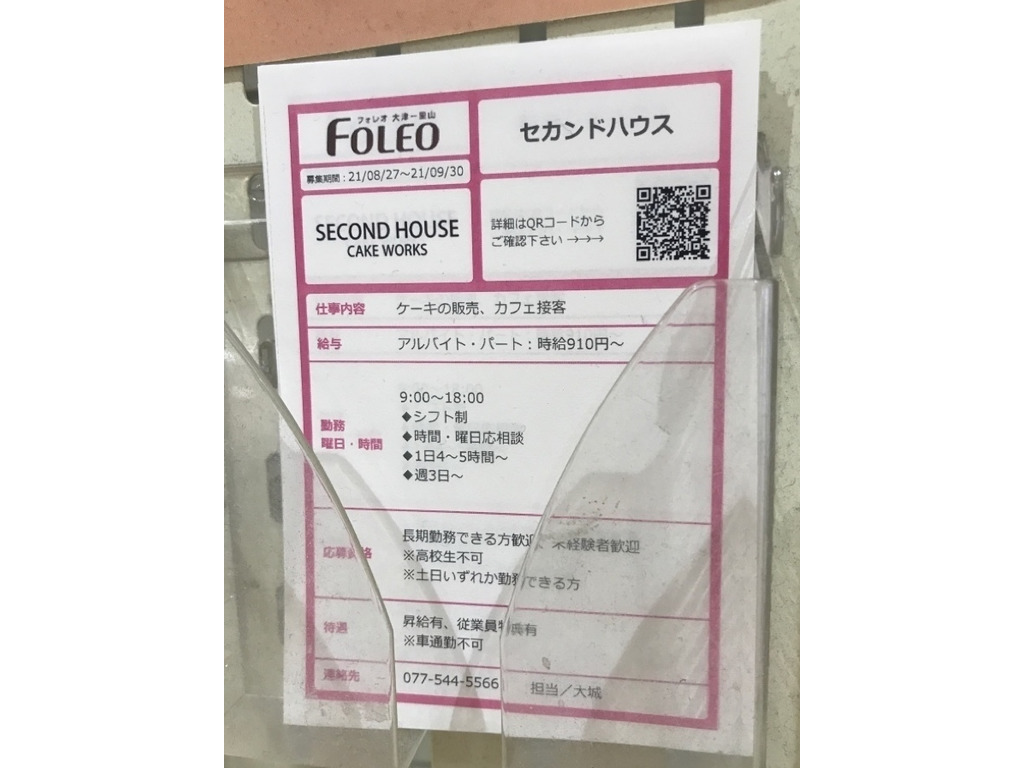 フォレオ 大津一里山
FOLEO
募集期間：21/08/27～21/09/30
セカンドハウス
SECOND HOUSE
CAKE WORKS
詳細はQRコードから
ご確認下さい →→→
仕事内容 ケーキの販売、カフェ接客
給与 アルバイト・パート：時給910円～
勤務
曜日・時間
9:00～18:00
◆シフト制
◆時間・曜日応相談
◆1日4～5時間～
◆週3日～
応募資格
長期勤務できる方歓迎、未経験者歓迎
※高校生不可
※土日いずれか勤務できる方
待遇
昇給有、従業員特典有
※車通勤不可
連絡先 077-544-5566 担当／大城